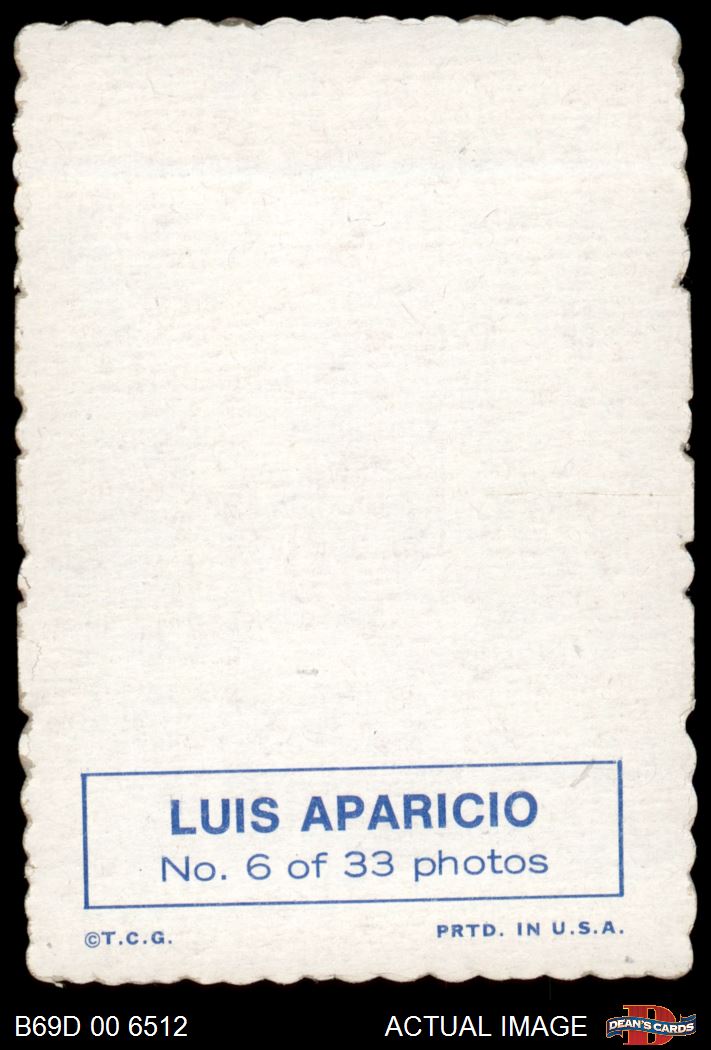 LUIS APARICIO
No. 6 of 33 photos
©T.C.G. PRTD. IN U.S.A.
B69D 00 6512 ACTUAL IMAGE D DEAN'S CARDS